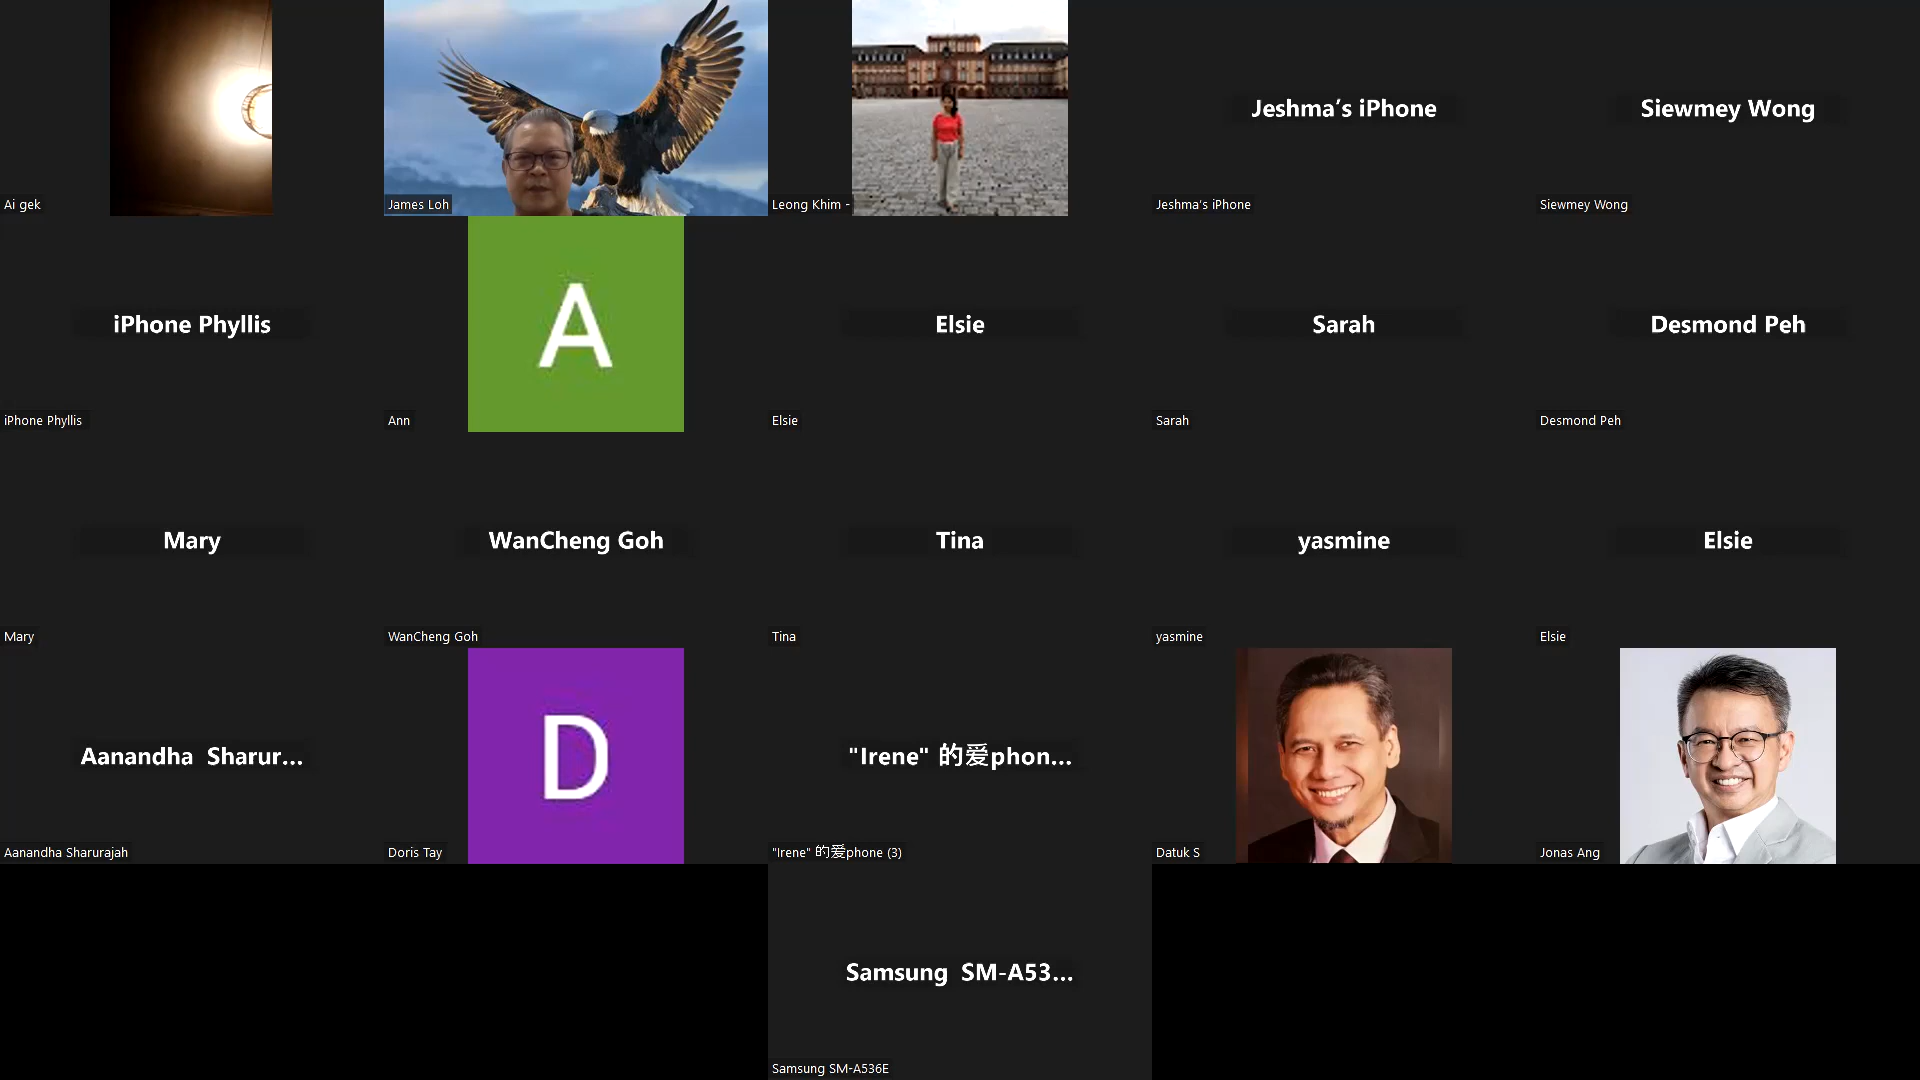 Ai gek
James Loh
Leong Khim -
Jeshma’s iPhone
Jeshma’s iPhone
Siewmey Wong
Siewmey Wong
iPhone Phyllis
iPhone Phyllis
A
Ann
Elsie
Elsie
Sarah
Sarah
Desmond Peh
Desmond Peh
Mary
Mary
WanCheng Goh
WanCheng Goh
Tina
Tina
yasmine
yasmine
Elsie
Elsie
Aanandha Sharur...
Aanandha Sharurajah
D
Doris Tay
"Irene" 的爱phon...
"Irene" 的爱phone (3)
Datuk S
Jonas Ang
Samsung SM-A53...
Samsung SM-A536E